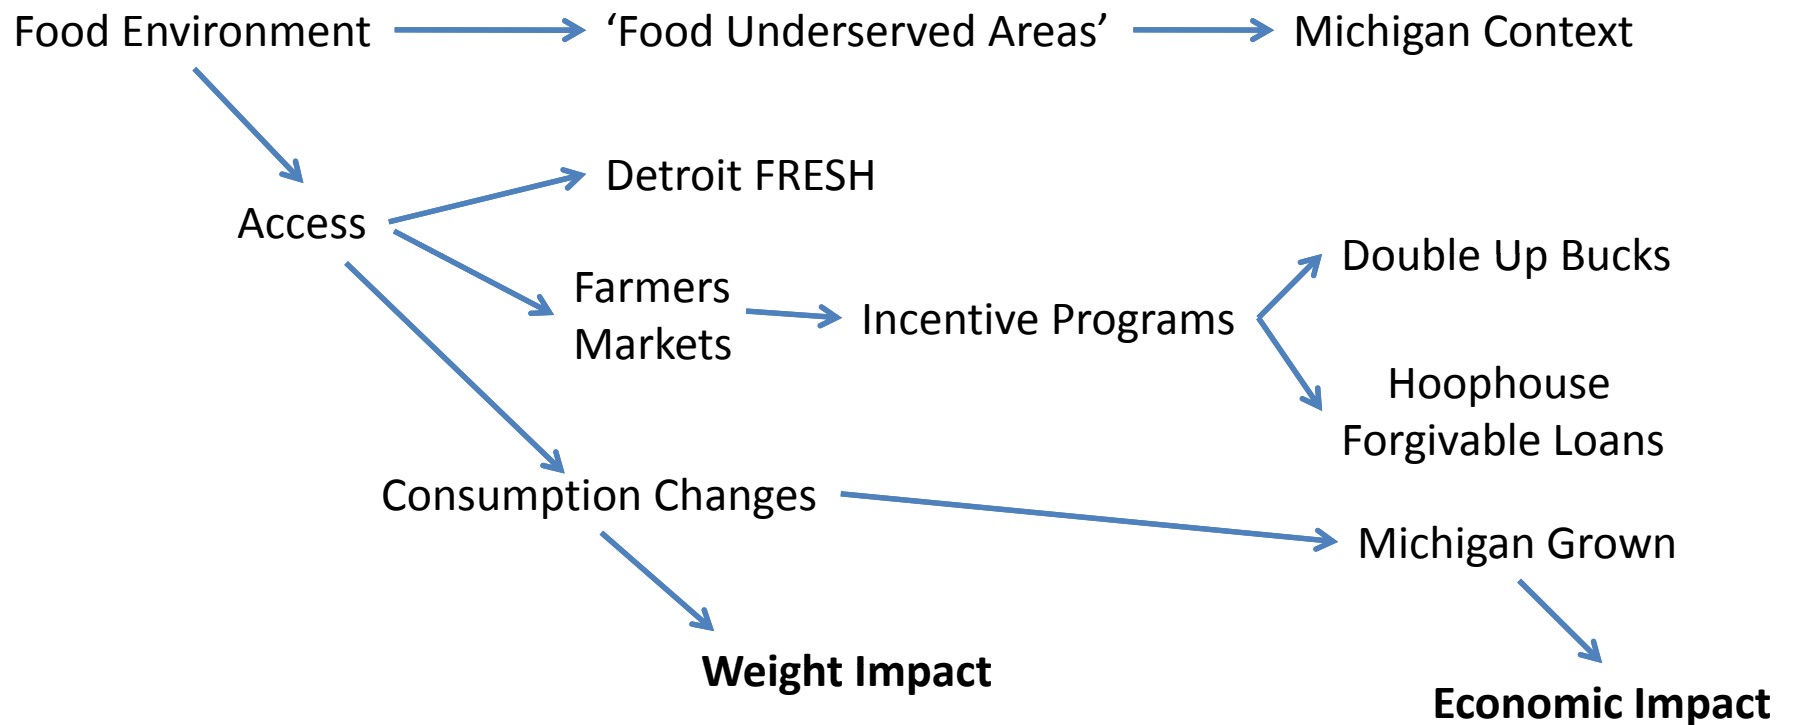 Food Environment
‘Food Underserved Areas’
Michigan Context
Detroit FRESH
Access
Double Up Bucks
Farmers
Markets
Incentive Programs
Hoophouse
Forgivable Loans
Consumption Changes
Michigan Grown
Weight Impact
Economic Impact